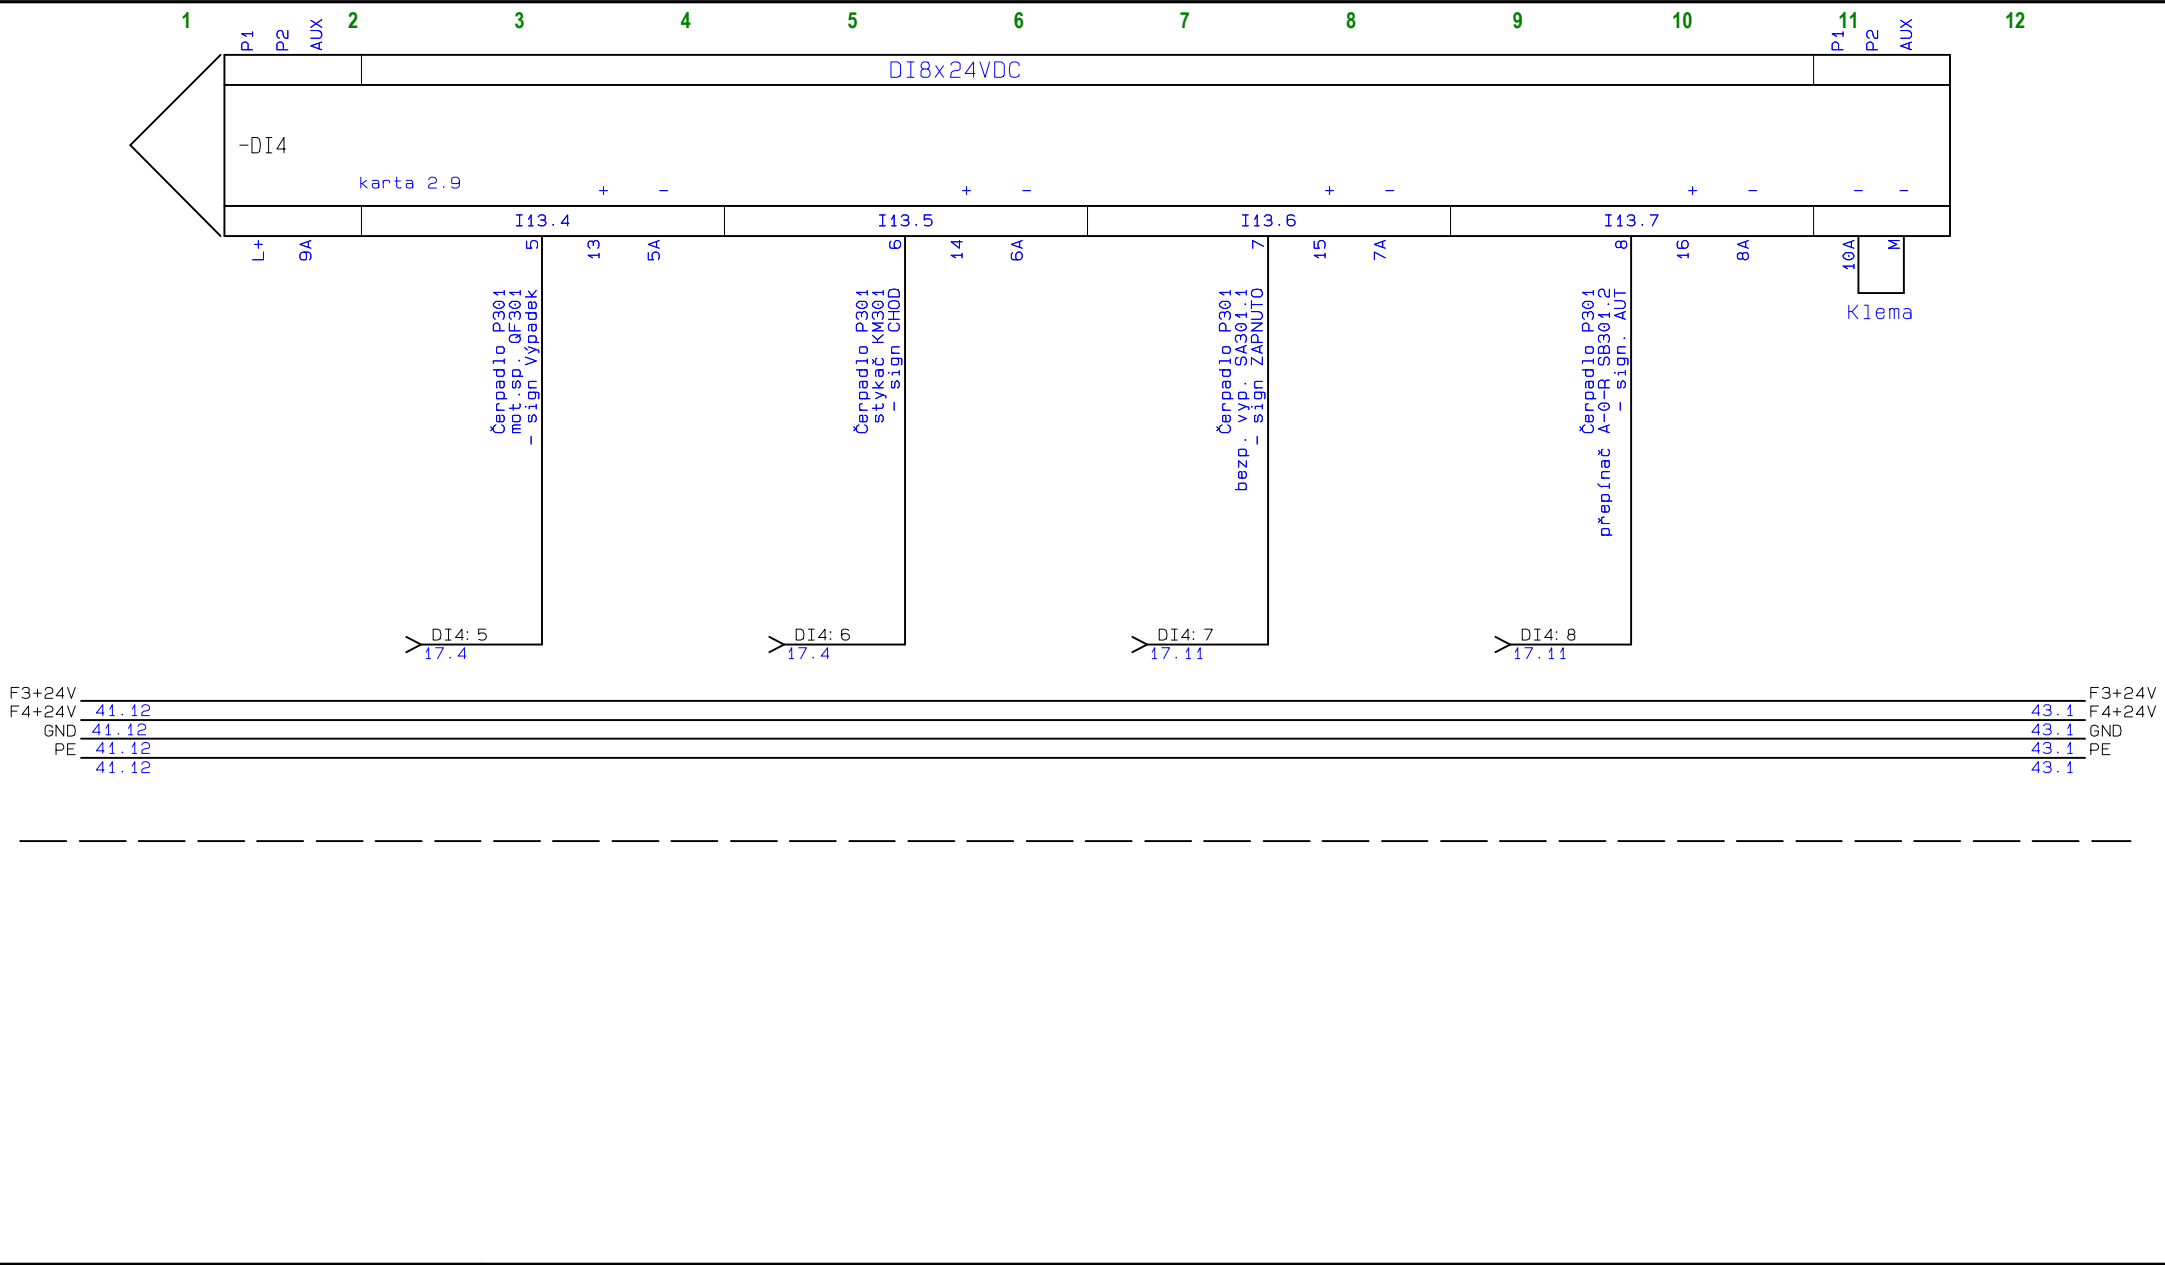 1 2 3 4 5 6 7 8 9 10 11 12
P1 P2 AUX P1 P2 AUX
DI8x24VDC
-DI4
karta 2.9
+ - + - + - + - - -
I13.4 I13.5 I13.6 I13.7
L+ 9A 5 13 5A 6 14 6A 7 15 7A 8 16 8A 10A M
Klema
Čerpadlo P301
mot.sp. QF301
- sign Výpadek
Čerpadlo P301
stykač KM301
- sign CHOD
Čerpadlo P301
bezp. vyp. SA301.1
- sign ZAPNUTO
Čerpadlo P301
přepínač A-0-R SB301.2
- sign. AUT
DI4:5 DI4:6 DI4:7 DI4:8
17.4 17.4 17.11 17.11
F3+24V F3+24V
F4+24V 41.12 43.1 F4+24V
GND 41.12 43.1 GND
PE 41.12 43.1 PE
41.12 43.1